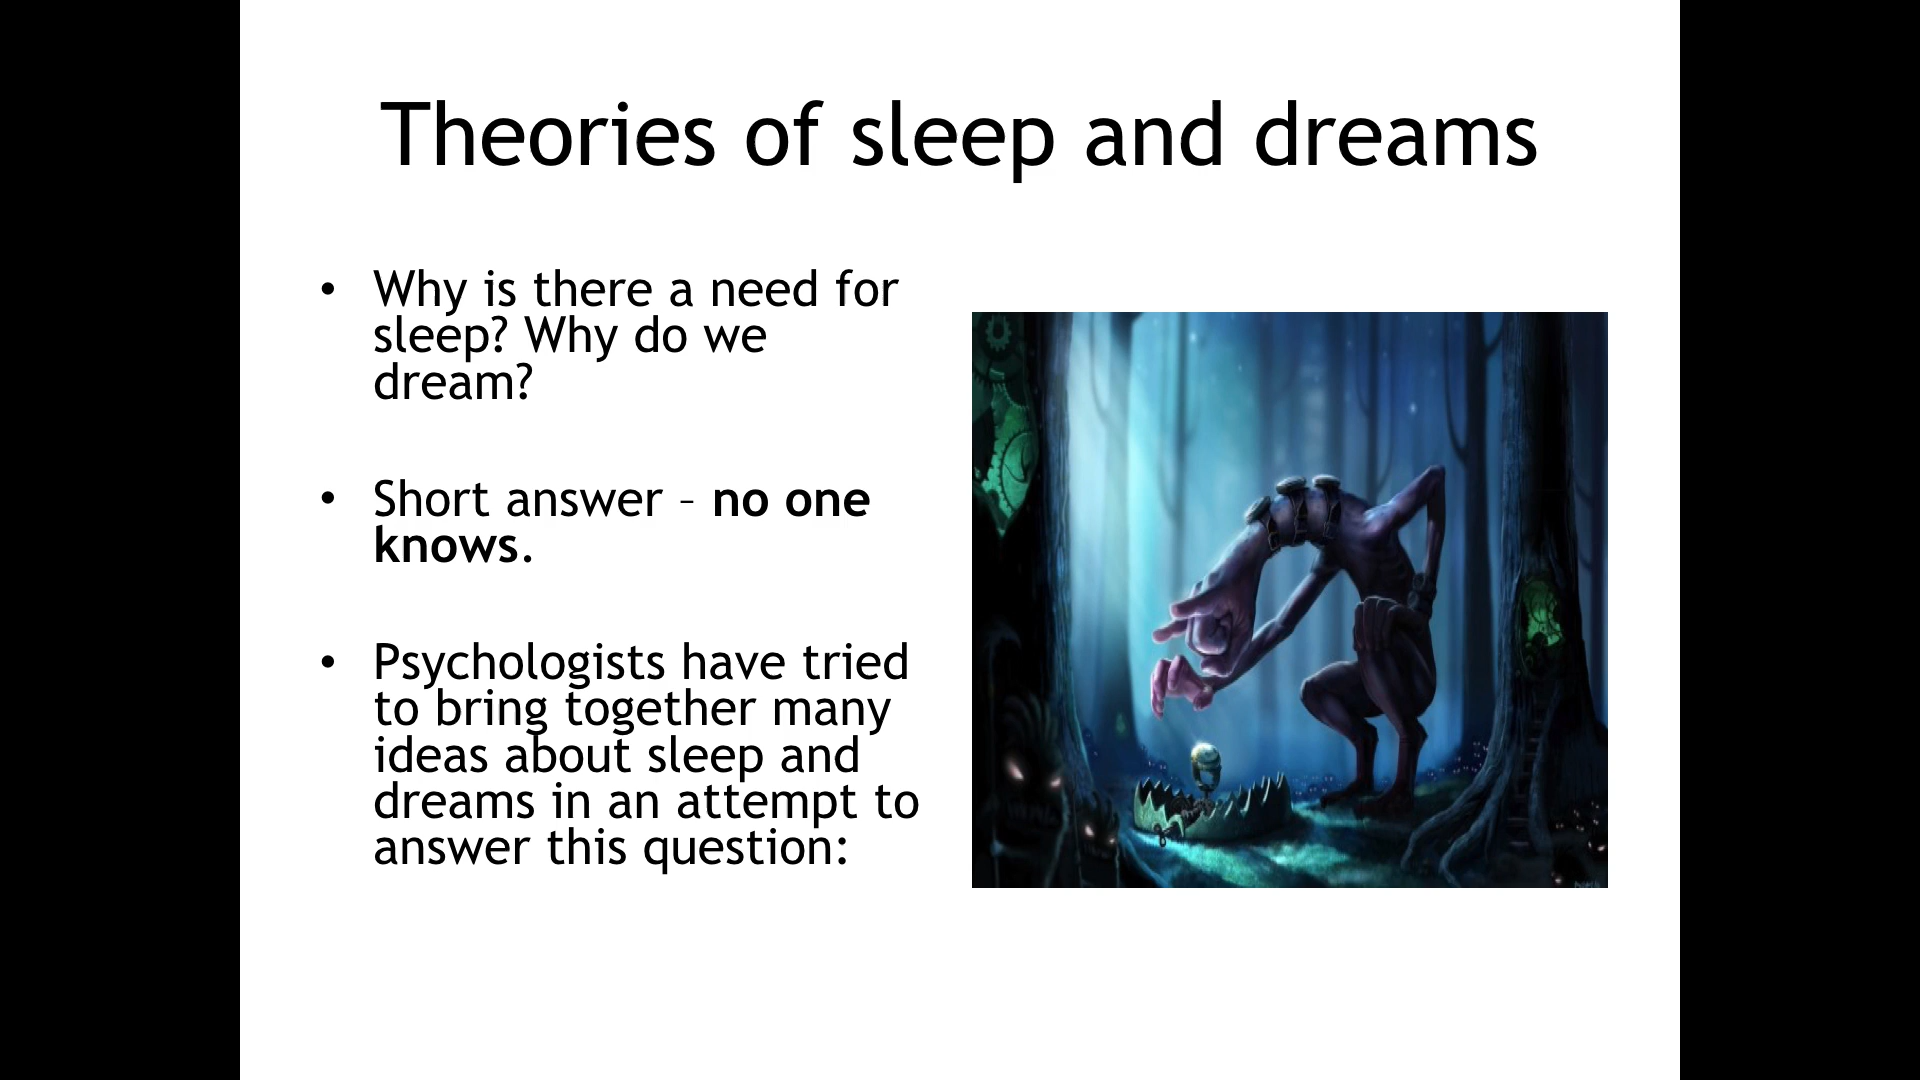 Theories of sleep and dreams
• Why is there a need for
sleep? Why do we
dream?
• Short answer – no one
knows.
• Psychologists have tried
to bring together many
ideas about sleep and
dreams in an attempt to
answer this question: